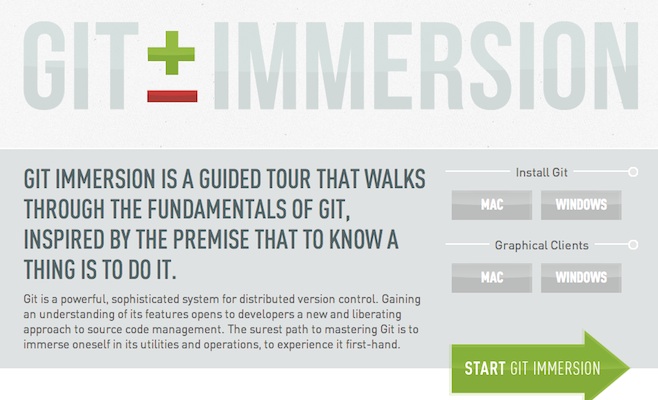 GIT ± IMMERSION
GIT IMMERSION IS A GUIDED TOUR THAT WALKS
THROUGH THE FUNDAMENTALS OF GIT,
INSPIRED BY THE PREMISE THAT TO KNOW A
THING IS TO DO IT.
Git is a powerful, sophisticated system for distributed version control. Gaining
an understanding of its features opens to developers a new and liberating
approach to source code management. The surest path to mastering Git is to
immerse oneself in its utilities and operations, to experience it first-hand.
Install Git
MAC WINDOWS
Graphical Clients
MAC WINDOWS
START GIT IMMERSION